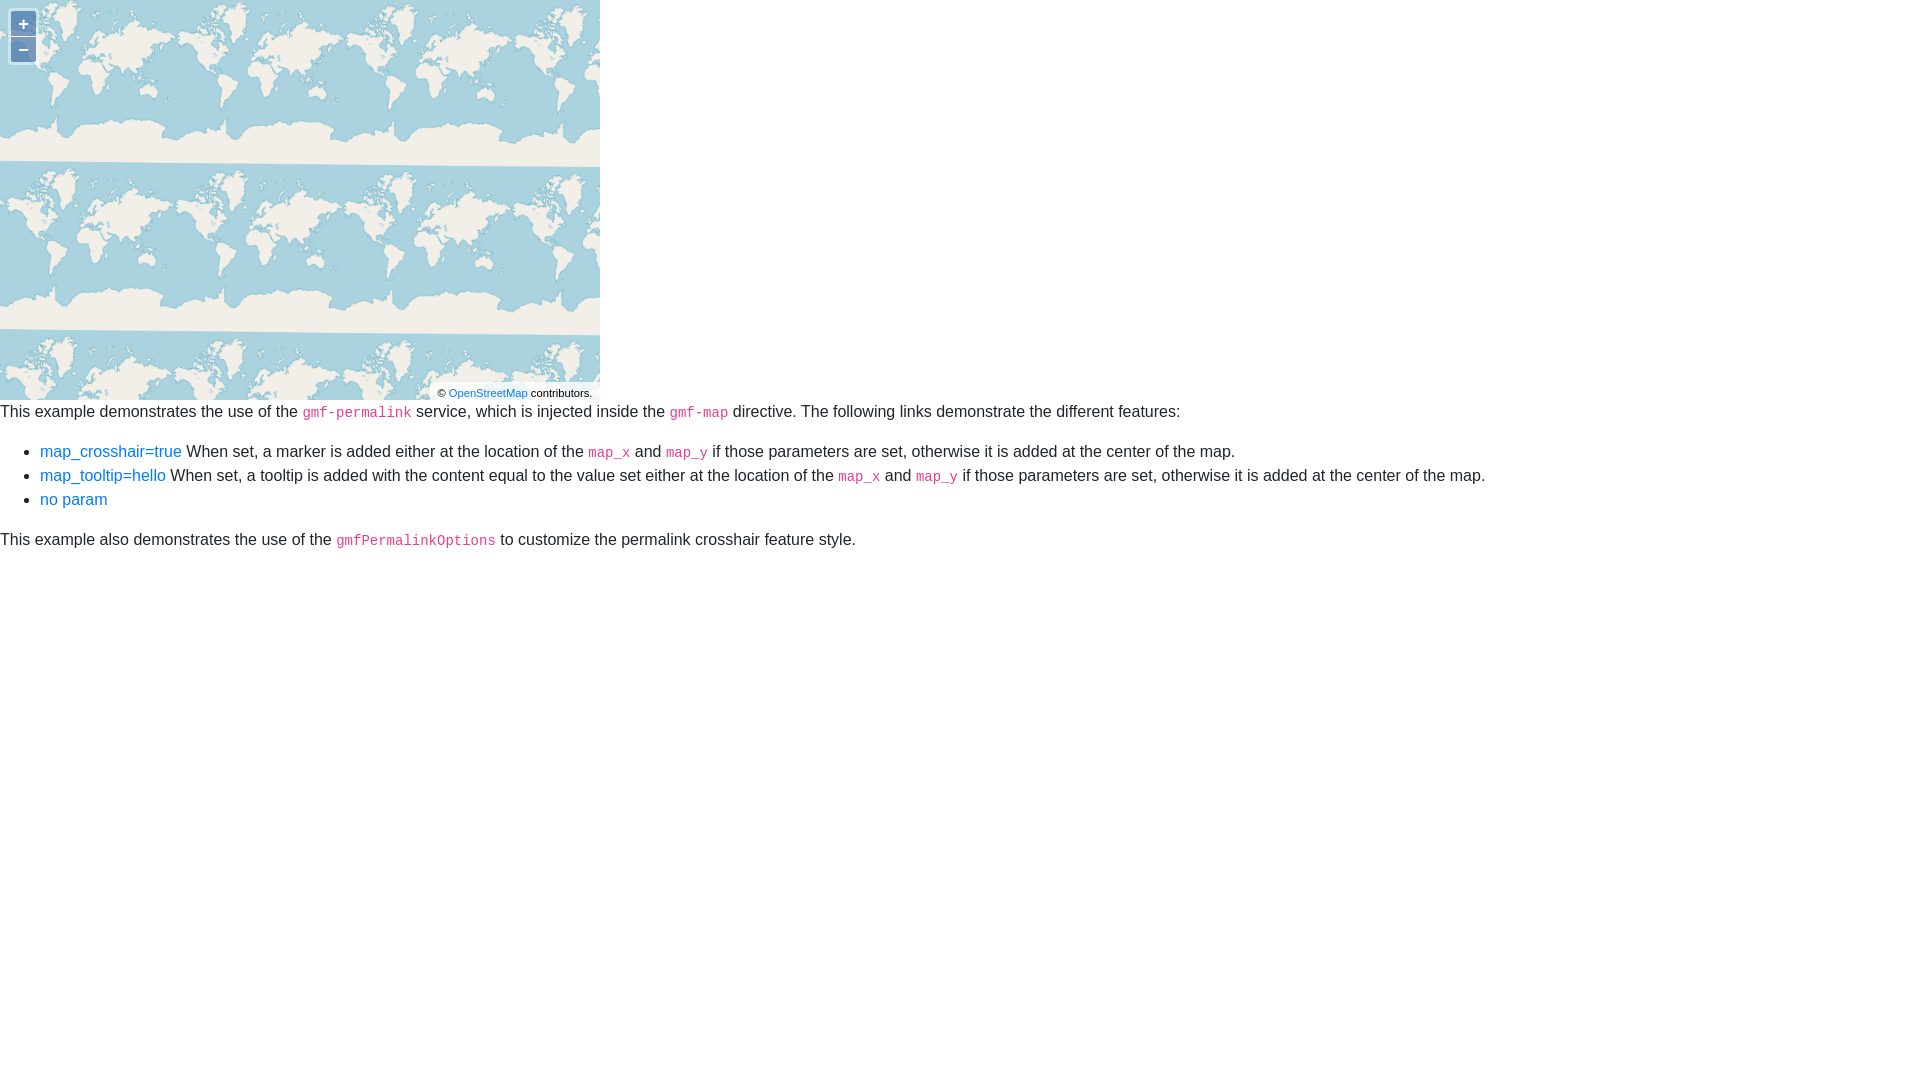 +
−
© OpenStreetMap contributors.
This example demonstrates the use of the gmf-permalink service, which is injected inside the gmf-map directive. The following links demonstrate the different features:
• map_crosshair=true When set, a marker is added either at the location of the map_x and map_y if those parameters are set, otherwise it is added at the center of the map.
• map_tooltip=hello When set, a tooltip is added with the content equal to the value set either at the location of the map_x and map_y if those parameters are set, otherwise it is added at the center of the map.
• no param
This example also demonstrates the use of the gmfPermalinkOptions to customize the permalink crosshair feature style.